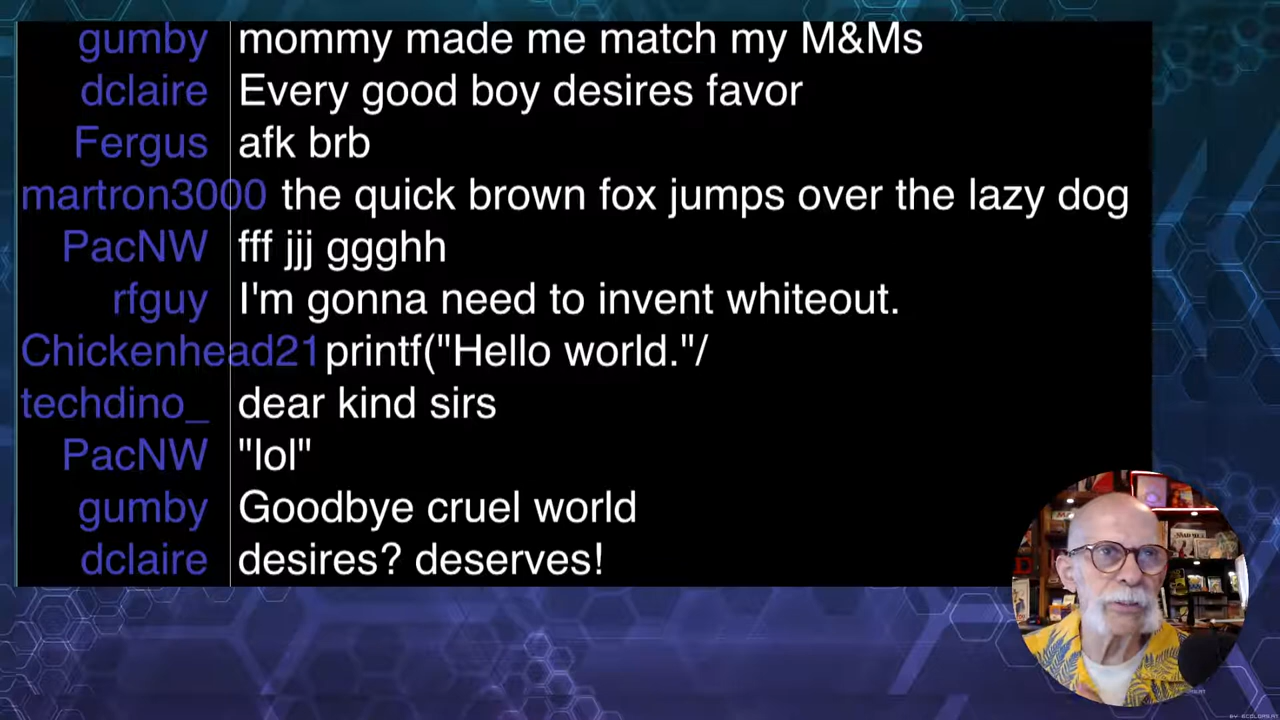 gumby mommy made me match my M&Ms
dclaire Every good boy desires favor
Fergus afk brb
martron3000 the quick brown fox jumps over the lazy dog
PacNW fff jjj ggghh
rfguy I'm gonna need to invent whiteout.
Chickenhead21 printf("Hello world."/
techdino_ dear kind sirs
PacNW "lol"
gumby Goodbye cruel world
dclaire desires? deserves!